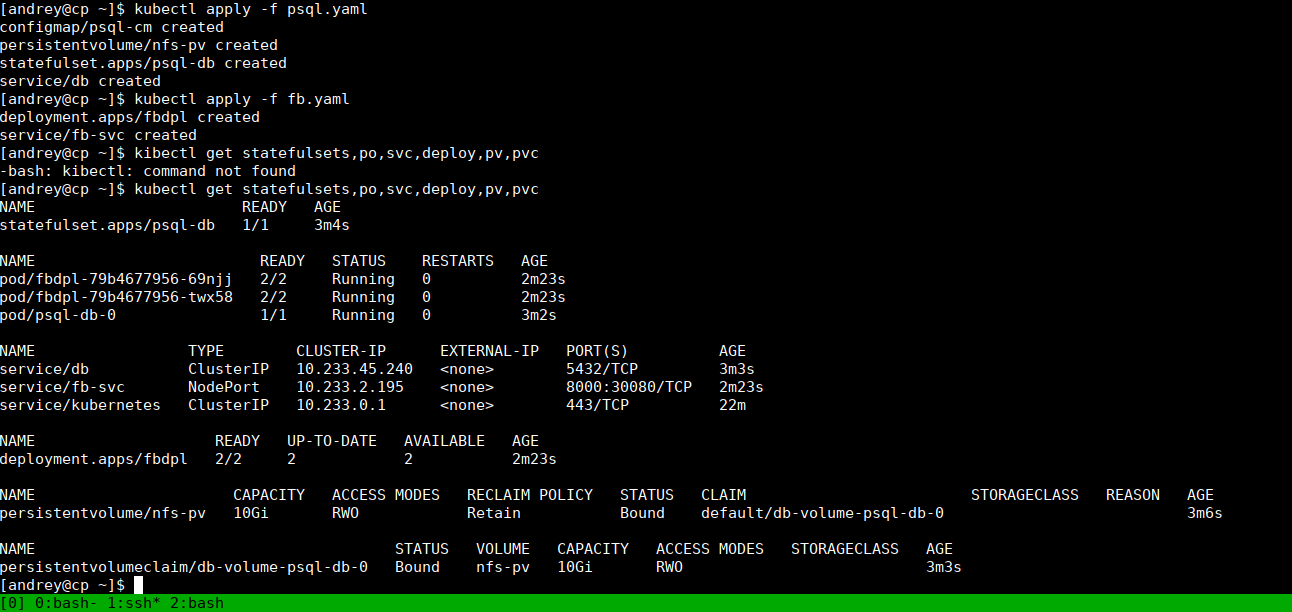 [andrey@cp ~]$ kubectl apply -f psql.yaml
configmap/psql-cm created
persistentvolume/nfs-pv created
statefulset.apps/psql-db created
service/db created
[andrey@cp ~]$ kubectl apply -f fb.yaml
deployment.apps/fbdpl created
service/fb-svc created
[andrey@cp ~]$ kibectl get statefulsets,po,svc,deploy,pv,pvc
-bash: kibectl: command not found
[andrey@cp ~]$ kubectl get statefulsets,po,svc,deploy,pv,pvc
NAME                       READY   AGE
statefulset.apps/psql-db   1/1     3m4s

NAME                         READY   STATUS    RESTARTS   AGE
pod/fbdpl-79b4677956-69njj   2/2     Running   0          2m23s
pod/fbdpl-79b4677956-twx58   2/2     Running   0          2m23s
pod/psql-db-0                1/1     Running   0          3m2s

NAME                 TYPE        CLUSTER-IP      EXTERNAL-IP   PORT(S)          AGE
service/db           ClusterIP   10.233.45.240   <none>        5432/TCP         3m3s
service/fb-svc       NodePort    10.233.2.195    <none>        8000:30080/TCP   2m23s
service/kubernetes   ClusterIP   10.233.0.1      <none>        443/TCP          22m

NAME                    READY   UP-TO-DATE   AVAILABLE   AGE
deployment.apps/fbdpl   2/2     2            2           2m23s

NAME                      CAPACITY   ACCESS MODES   RECLAIM POLICY   STATUS   CLAIM                         STORAGECLASS   REASON   AGE
persistentvolume/nfs-pv   10Gi       RWO            Retain           Bound    default/db-volume-psql-db-0                           3m6s

NAME                                        STATUS   VOLUME   CAPACITY   ACCESS MODES   STORAGECLASS   AGE
persistentvolumeclaim/db-volume-psql-db-0   Bound    nfs-pv   10Gi       RWO                           3m3s
[andrey@cp ~]$
[0] 0:bash- 1:ssh* 2:bash